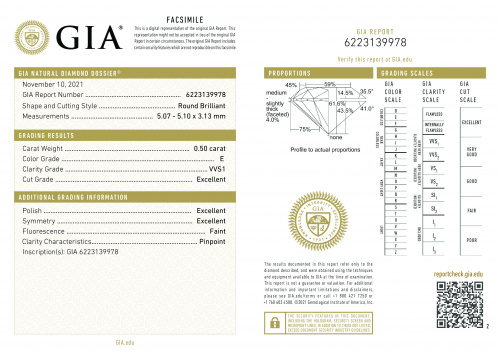 FACSIMILE
This is a digital representation of the original GIA Report. This
representation might not be accepted in lieu of the original GIA
Report in certain circumstances. The original GIA Report includes
certain security features which are not reproducible on this facsimile.
GIA®
GIA NATURAL DIAMOND DOSSIER®
November 10, 2021
GIA Report Number 6223139978
Shape and Cutting Style Round Brilliant
Measurements 5.07 - 5.10 x 3.13 mm
GRADING RESULTS
Carat Weight 0.50 carat
Color Grade E
Clarity Grade VVS1
Cut Grade Excellent
ADDITIONAL GRADING INFORMATION
Polish Excellent
Symmetry Excellent
Fluorescence Faint
Clarity Characteristics Pinpoint
Inscription(s): GIA 6223139978
GIA.edu
GIA REPORT
6223139978
Verify this report at GIA.edu
PROPORTIONS
45%
59%
medium
14.5%
35.5°
slightly
thick
(faceted)
4.0%
61.6%
43.5%
41.0°
75%
none
Profile to actual proportions
GRADING SCALES
GIA
COLOR
SCALE
D
E
F
G
H
I
J
K
L
M
N
O
P
Q
R
S
T
U
V
W
X
Y
Z
GIA
CLARITY
SCALE
FLAWLESS
INTERNALLY
FLAWLESS
VVS1
VVS2
VS1
VS2
SI1
SI2
I1
I2
I3
GIA
CUT
SCALE
EXCELLENT
VERY
GOOD
GOOD
FAIR
POOR
The results documented in this report refer only to the
diamond described, and were obtained using the techniques
and equipment available to GIA at the time of examination.
This report is not a guarantee or valuation. For additional
information and important limitations and disclaimers,
please see GIA.edu/terms or call +1 800 421 7250 or
+1 760 603 4500. ©2021 Gemological Institute of America, Inc.
THE SECURITY FEATURES IN THIS DOCUMENT,
INCLUDING THE HOLOGRAM, SECURITY SCREEN AND
MICROPRINT LINES, IN ADDITION TO THOSE NOT LISTED,
EXCEED DOCUMENT SECURITY INDUSTRY GUIDELINES.
reportcheck.gia.edu
GIA.edu